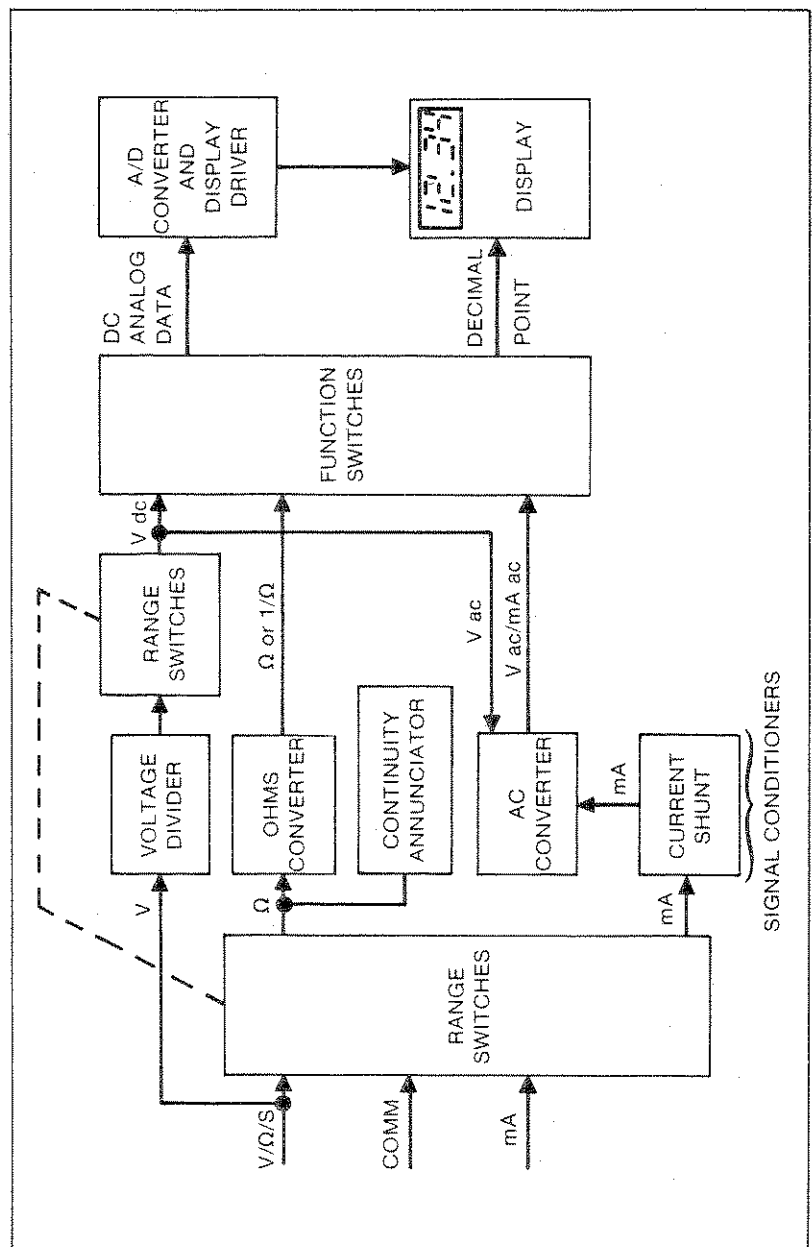 V/Ω/S
COMM
mA
RANGE
SWITCHES
V
Ω
mA
VOLTAGE
DIVIDER
OHMS
CONVERTER
CONTINUITY
ANNUNCIATOR
AC
CONVERTER
mA
CURRENT
SHUNT
SIGNAL CONDITIONERS
RANGE
SWITCHES
V dc
Ω or 1/Ω
V ac
V ac/mA ac
FUNCTION
SWITCHES
DC
ANALOG
DATA
DECIMAL
POINT
A/D
CONVERTER
AND
DISPLAY
DRIVER
12.34
DISPLAY